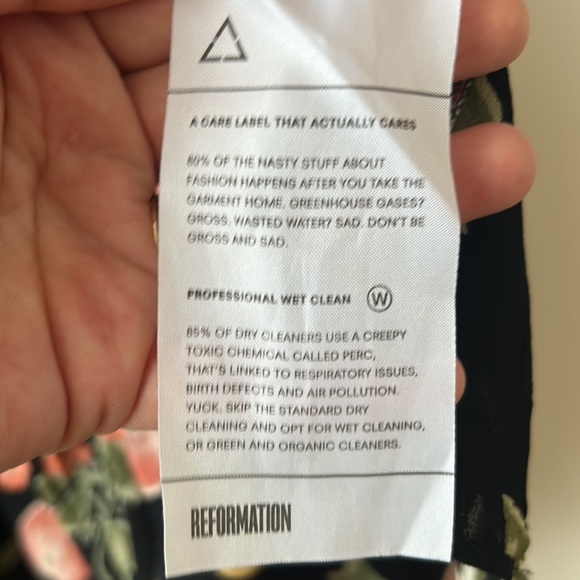 A CARE LABEL THAT ACTUALLY CARES
80% OF THE NASTY STUFF ABOUT
FASHION HAPPENS AFTER YOU TAKE THE
GARMENT HOME. GREENHOUSE GASES?
GROSS. WASTED WATER? SAD. DON'T BE
GROSS AND SAD.
PROFESSIONAL WET CLEAN W
85% OF DRY CLEANERS USE A CREEPY
TOXIC CHEMICAL CALLED PERC,
THAT'S LINKED TO RESPIRATORY ISSUES,
BIRTH DEFECTS AND AIR POLLUTION.
YUCK. SKIP THE STANDARD DRY
CLEANING AND OPT FOR WET CLEANING,
OR GREEN AND ORGANIC CLEANERS.
REFORMATION